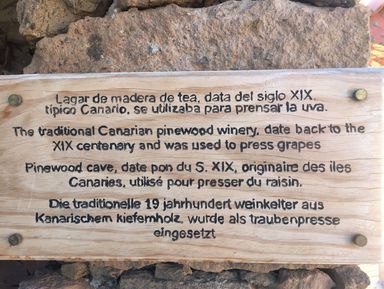 Lagar de madera de tea, data del siglo XIX
típico Canario, se utilizaba para prensar la uva.
The traditional Canarian pinewood winery, date back to the
XIX centenary and was used to press grapes
Pinewood cave, date pon du S. XIX, originaire des iles
Canaries, utilisé pour presser du raisin.
Die traditionelle 19 jahrhundert weinkelter aus
Kanarischem kiefernholz, wurde als traubenpresse
eingesetzt